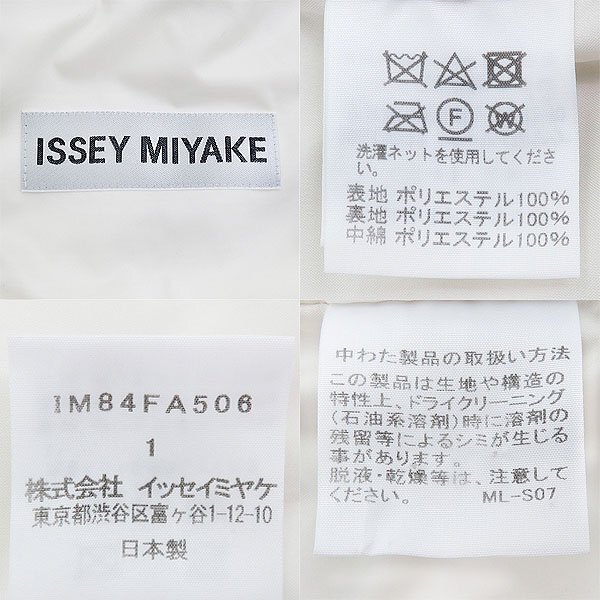 ISSEY MIYAKE
F
W
洗濯ネットを使用してくださ
い。
表地 ポリエステル100%
裏地 ポリエステル100%
中綿 ポリエステル100%
IM84FA506
1
株式会社 イッセイミヤケ
東京都渋谷区富ヶ谷1-12-10
日本製
中わた製品の取扱い方法
この製品は生地や構造の
特性上、ドライクリーニング
(石油系溶剤)時に溶剤の
残留等によるシミが生じる
事があります。
脱液・乾燥等は、注意して
ください。 ML-S07